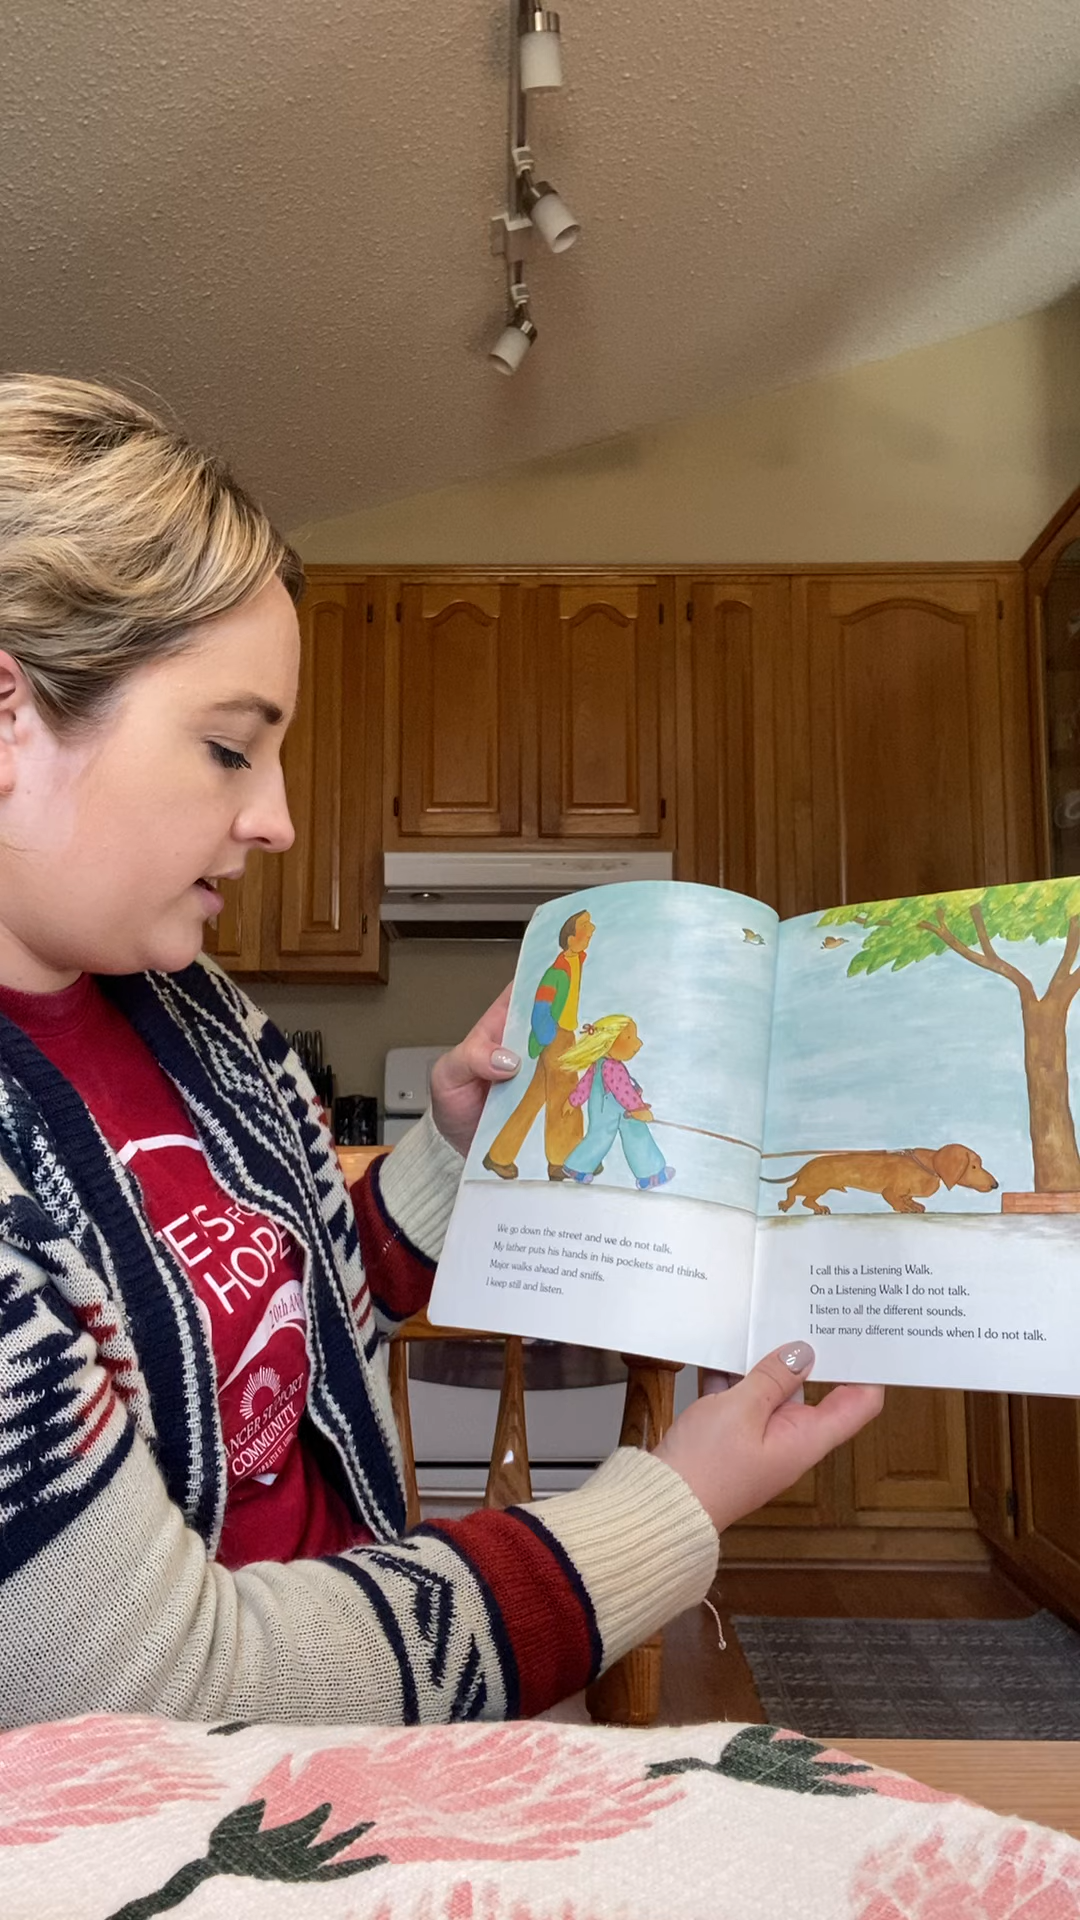 We go down the street and we do not talk.
My father puts his hands in his pockets and thinks.
Major walks ahead and sniffs.
I keep still and listen.
I call this a Listening Walk.
On a Listening Walk I do not talk.
I listen to all the different sounds.
I hear many different sounds when I do not talk.
HOPE
SUPPORT
COMMUNITY